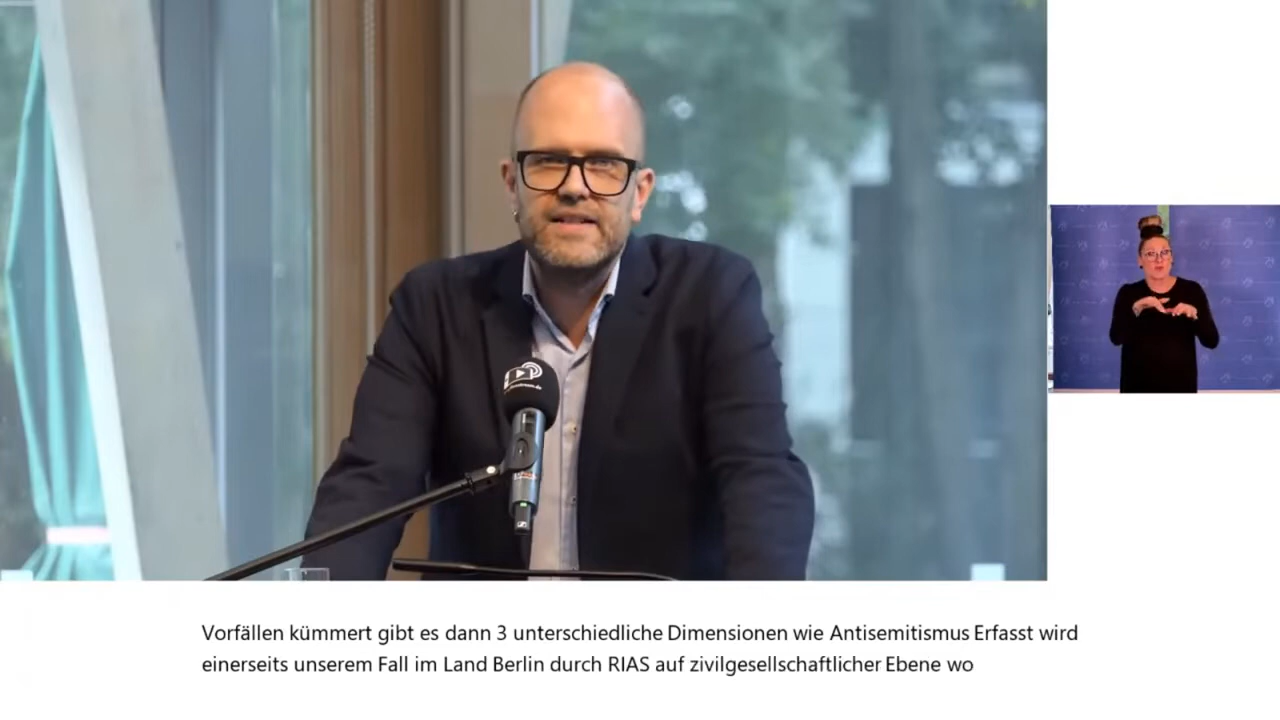 Vorfällen kümmert gibt es dann 3 unterschiedliche Dimensionen wie Antisemitismus Erfasst wird
einerseits unserem Fall im Land Berlin durch RIAS auf zivilgesellschaftlicher Ebene wo